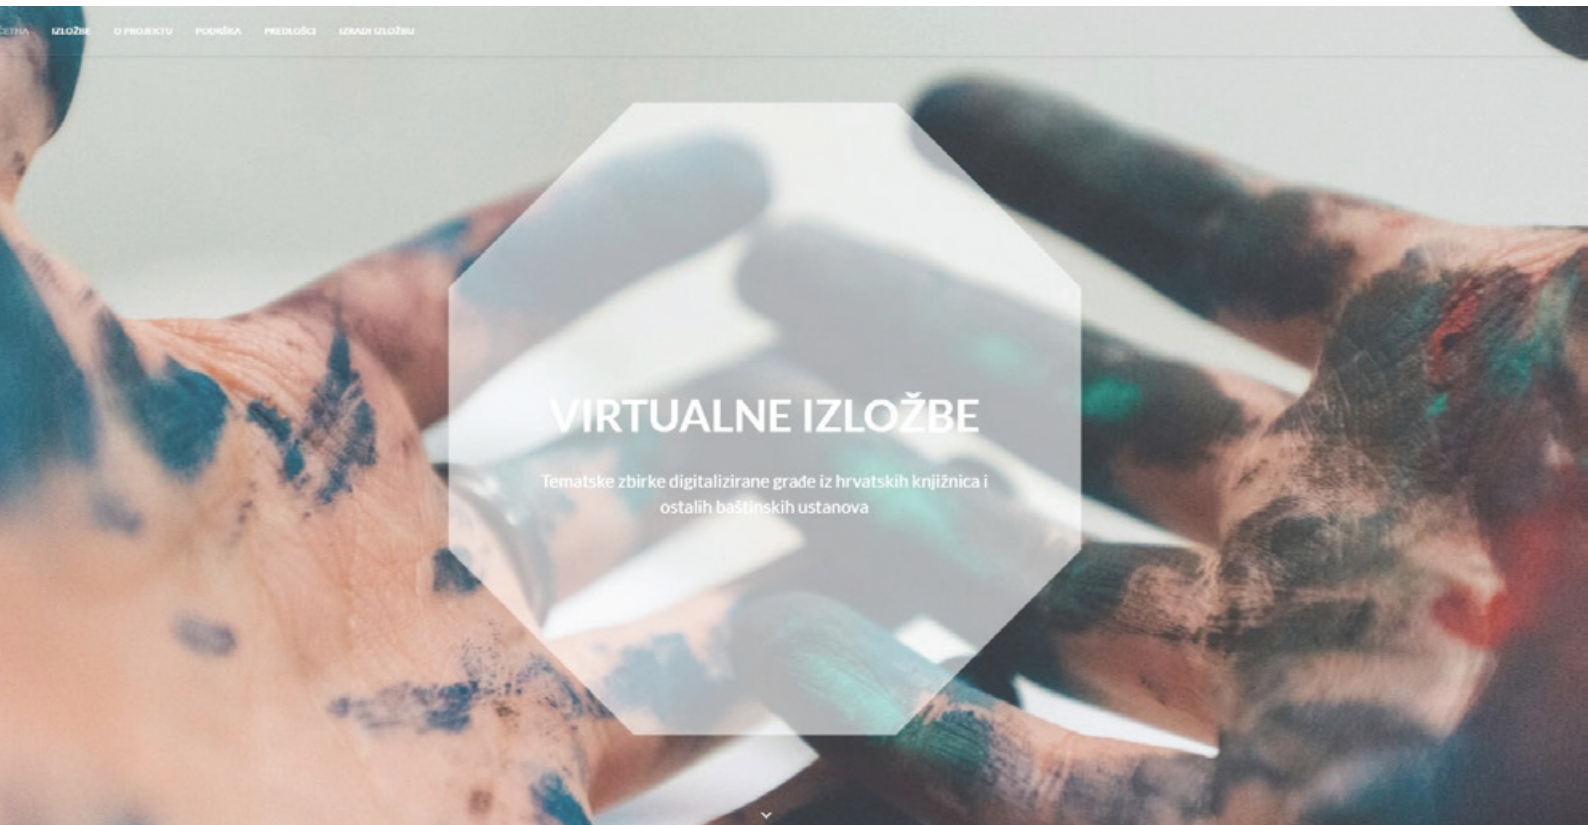 IZLOŽBE O PROJEKTU PODRŠKA PREDLOŠCI IZRADI IZLOŽBU
VIRTUALNE IZLOŽBE
Tematske zbirke digitalizirane građe iz hrvatskih knjižnica i
ostalih baštinskih ustanova